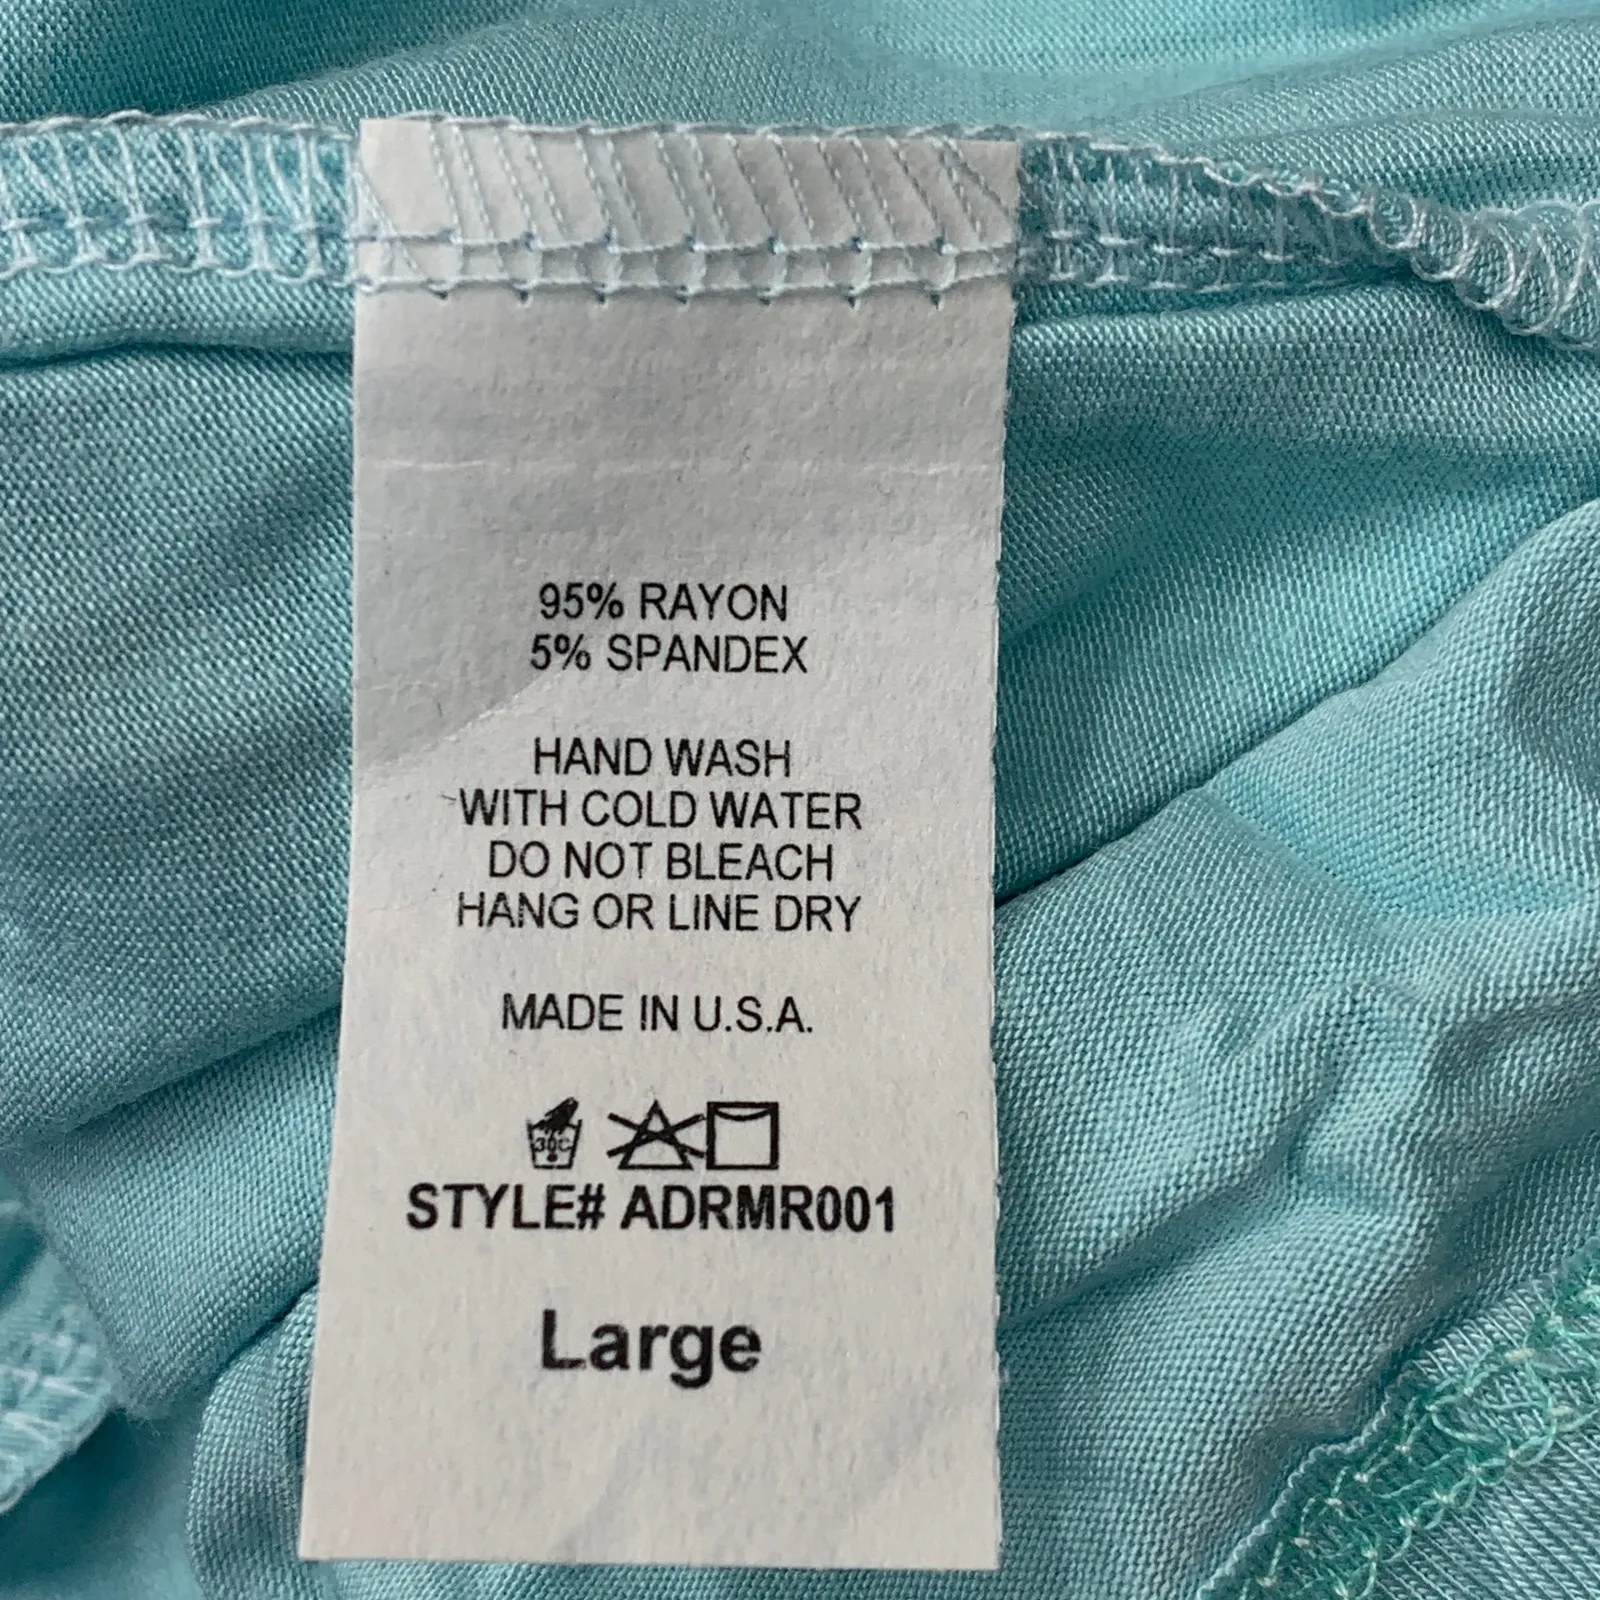 95% RAYON
5% SPANDEX
HAND WASH
WITH COLD WATER
DO NOT BLEACH
HANG OR LINE DRY
MADE IN U.S.A.
30C
STYLE# ADRMR001
Large